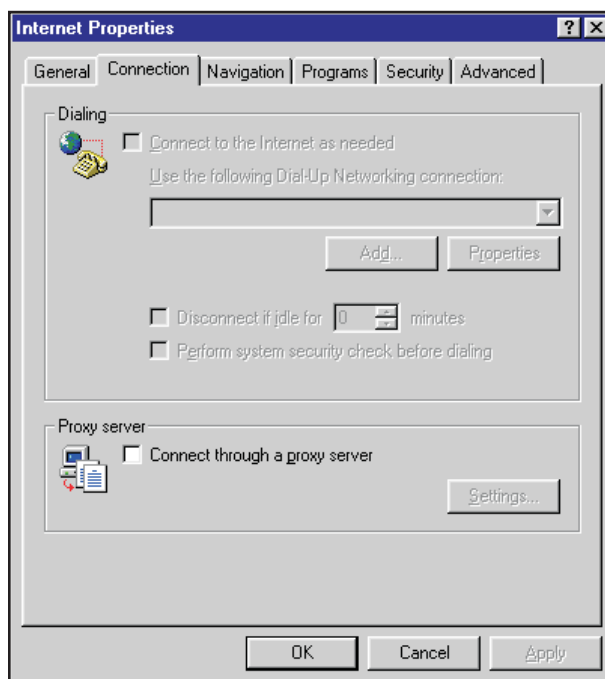 Internet Properties
General Connection Navigation Programs Security Advanced
Dialing
Connect to the Internet as needed
Use the following Dial-Up Networking connection:
Add... Properties
Disconnect if idle for 0 minutes
Perform system security check before dialing
Proxy server
Connect through a proxy server
Settings...
OK Cancel Apply